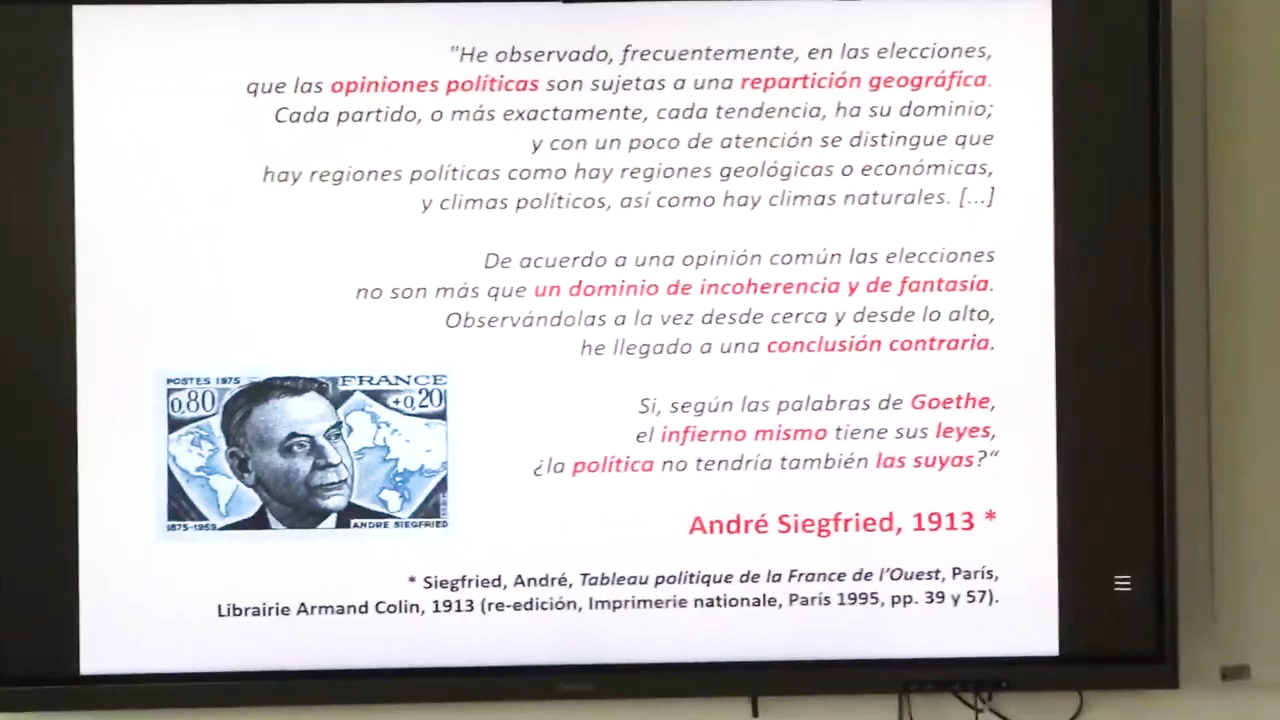 "He observado, frecuentemente, en las elecciones,
que las opiniones políticas son sujetas a una repartición geográfica.
Cada partido, o más exactamente, cada tendencia, ha su dominio;
y con un poco de atención se distingue que
hay regiones políticas como hay regiones geológicas o económicas,
y climas políticos, así como hay climas naturales. [...]
De acuerdo a una opinión común las elecciones
no son más que un dominio de incoherencia y de fantasía.
Observándolas a la vez desde cerca y desde lo alto,
he llegado a una conclusión contraria.
Si, según las palabras de Goethe,
el infierno mismo tiene sus leyes,
¿la política no tendría también las suyas?“
POSTES 1975 FRANCE
0,80 +0,20
1875-1959 ANDRÉ SIEGFRIED
André Siegfried, 1913 *
* Siegfried, André, Tableau politique de la France de l’Ouest, París,
Librairie Armand Colin, 1913 (re-edición, Imprimerie nationale, París 1995, pp. 39 y 57).